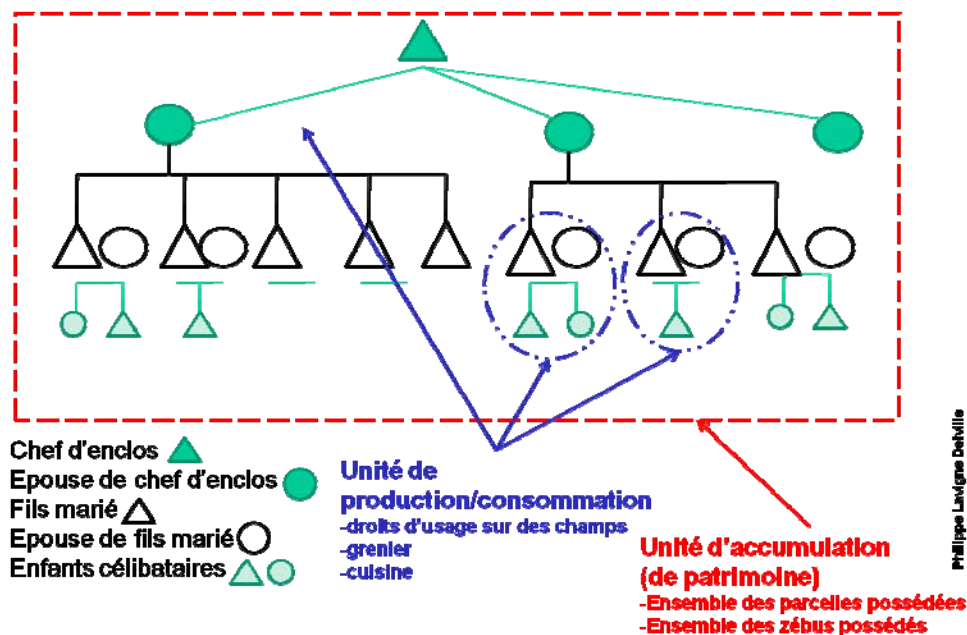 Chef d'enclos
Epouse de chef d'enclos
Fils marié
Epouse de fils marié
Enfants célibataires
Unité de
production/consommation
-droits d'usage sur des champs
-grenier
-cuisine
Unité d'accumulation
(de patrimoine)
-Ensemble des parcelles possédées
-Ensemble des zébus possédés
Philippe Lavigne Delville